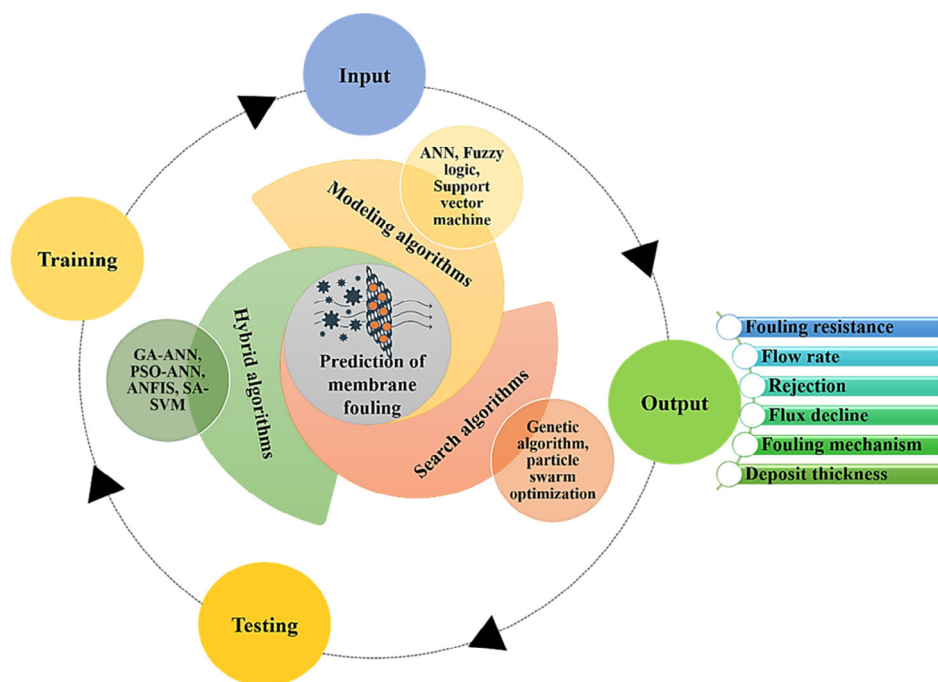 Input
ANN, Fuzzy
logic,
Support
vector
machine
Modeling algorithms
Training
Hybrid algorithms
GA-ANN,
PSO-ANN,
ANFIS, SA-
SVM
Prediction of
membrane
fouling
Search algorithms
Genetic
algorithm,
particle
swarm
optimization
Output
Fouling resistance
Flow rate
Rejection
Flux decline
Fouling mechanism
Deposit thickness
Testing